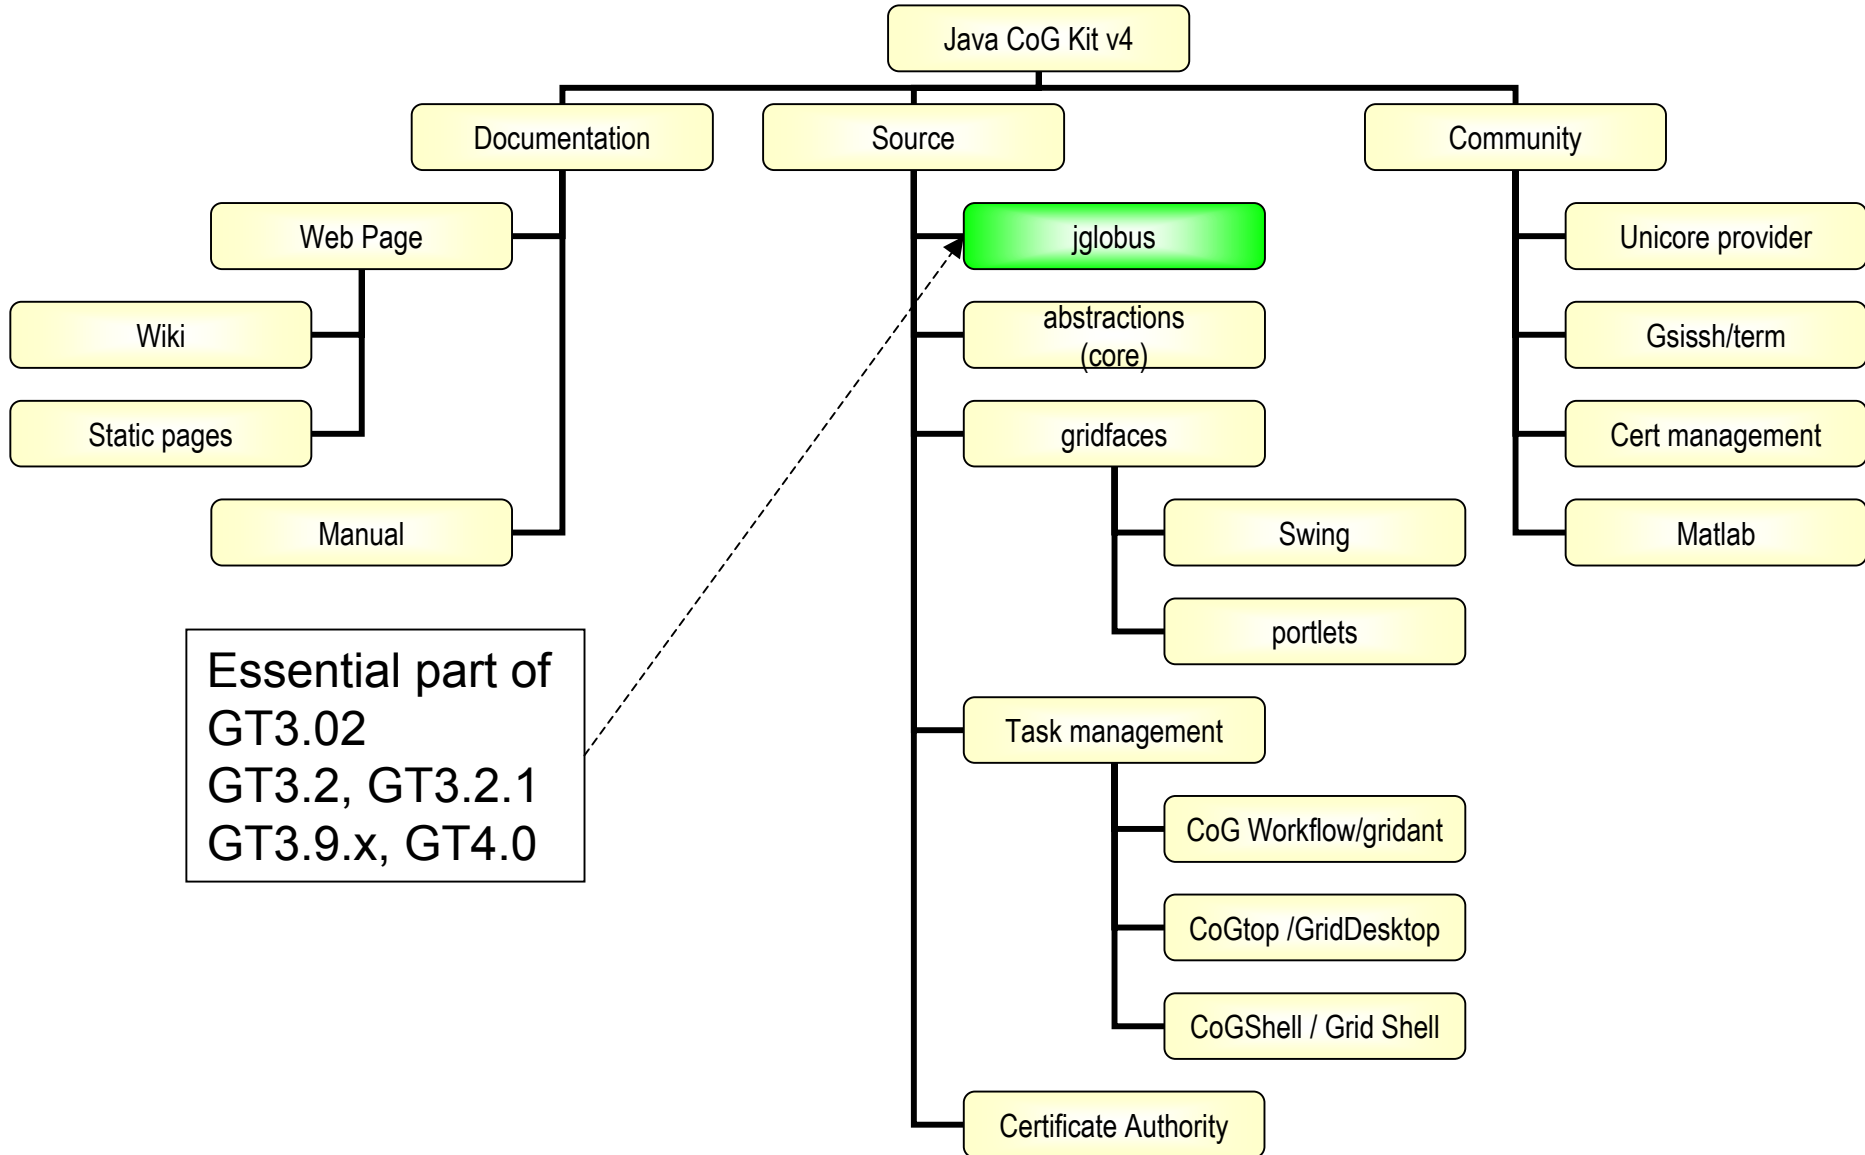 Java CoG Kit v4
Documentation
Source
Community
Web Page
jglobus
Unicore provider
Wiki
abstractions
(core)
Gsissh/term
Static pages
gridfaces
Cert management
Manual
Swing
Matlab
portlets
Essential part of
GT3.02
GT3.2, GT3.2.1
GT3.9.x, GT4.0
Task management
CoG Workflow/gridant
CoGtop /GridDesktop
CoGShell / Grid Shell
Certificate Authority